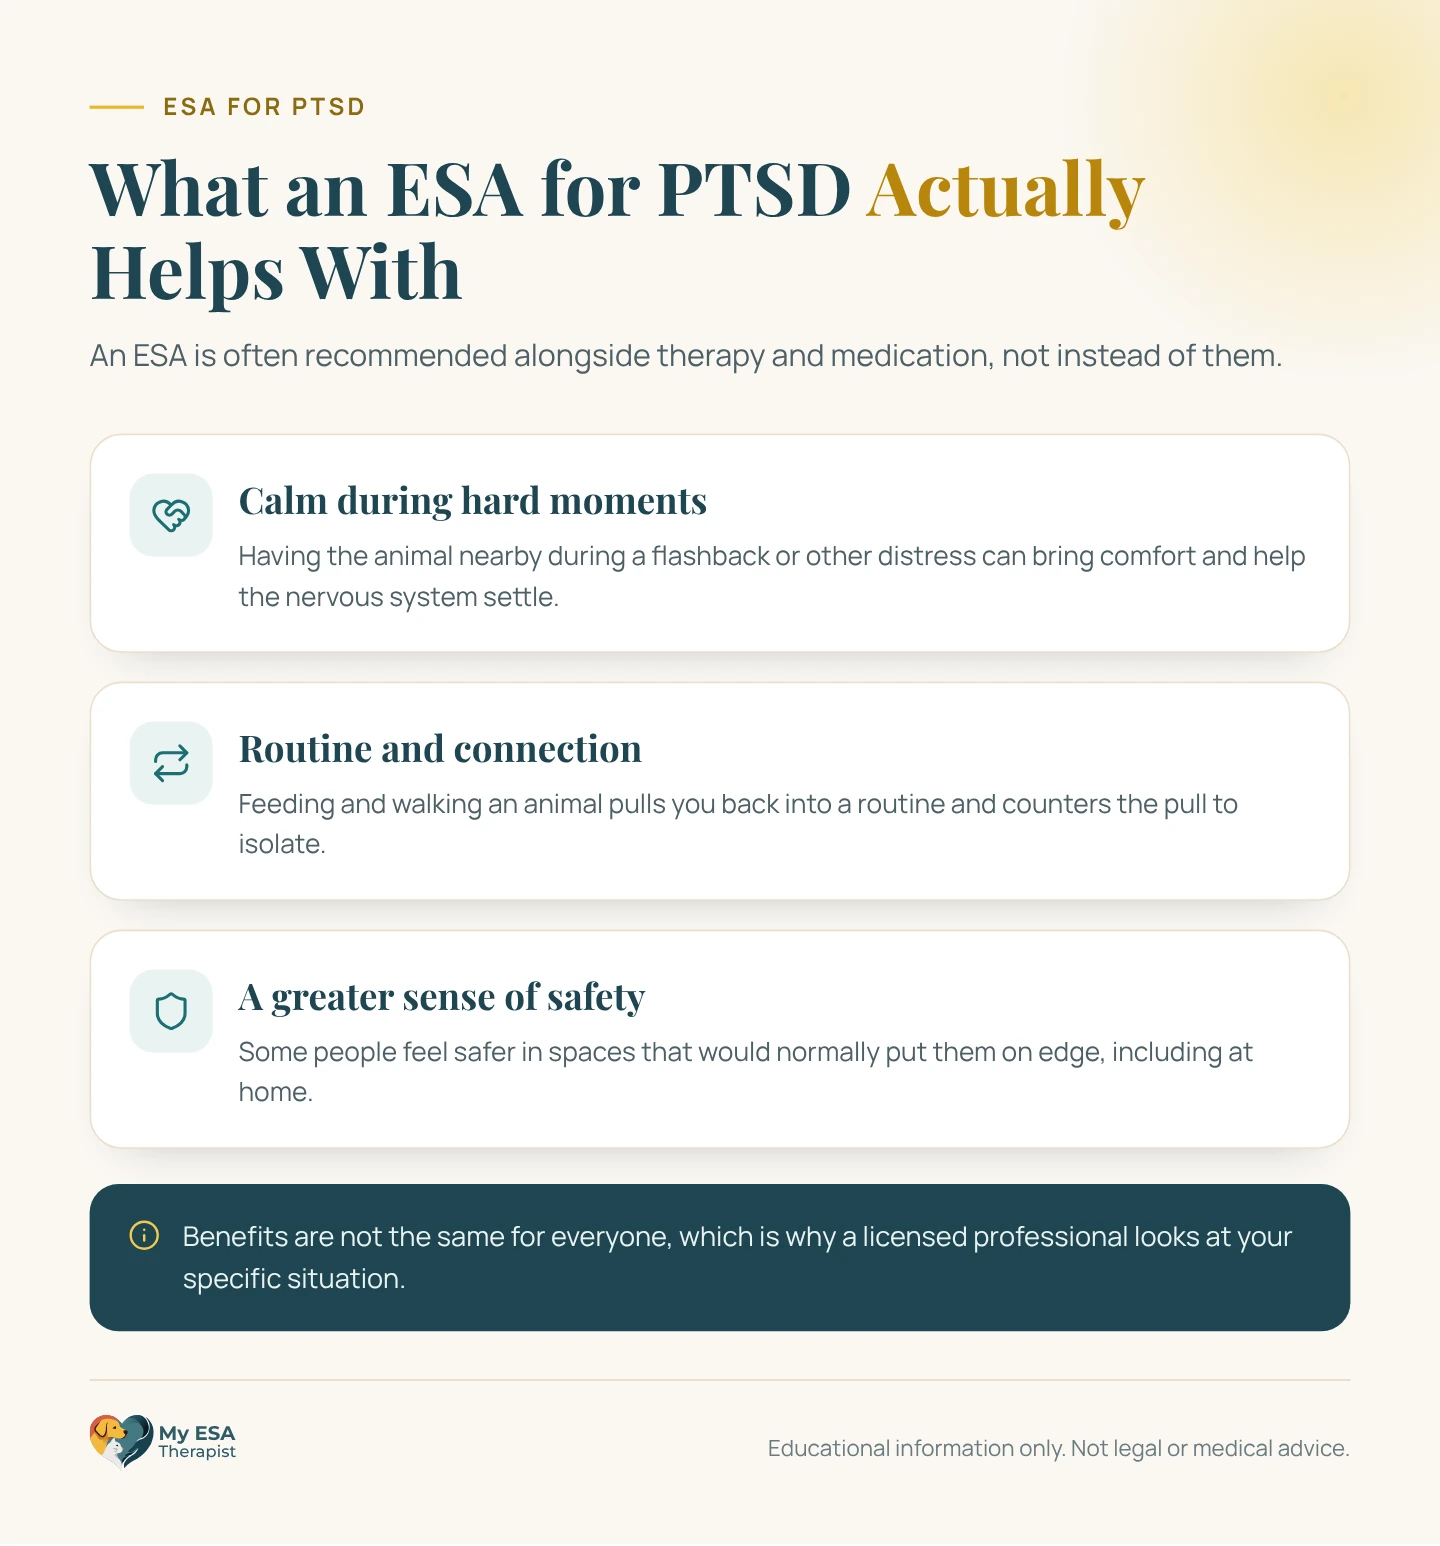 ESA FOR PTSD
What an ESA for PTSD Actually
Helps With
An ESA is often recommended alongside therapy and medication, not instead of them.
Calm during hard moments
Having the animal nearby during a flashback or other distress can bring comfort and help
the nervous system settle.
Routine and connection
Feeding and walking an animal pulls you back into a routine and counters the pull to
isolate.
A greater sense of safety
Some people feel safer in spaces that would normally put them on edge, including at
home.
Benefits are not the same for everyone, which is why a licensed professional looks at your
specific situation.
My ESA
Therapist
Educational information only. Not legal or medical advice.